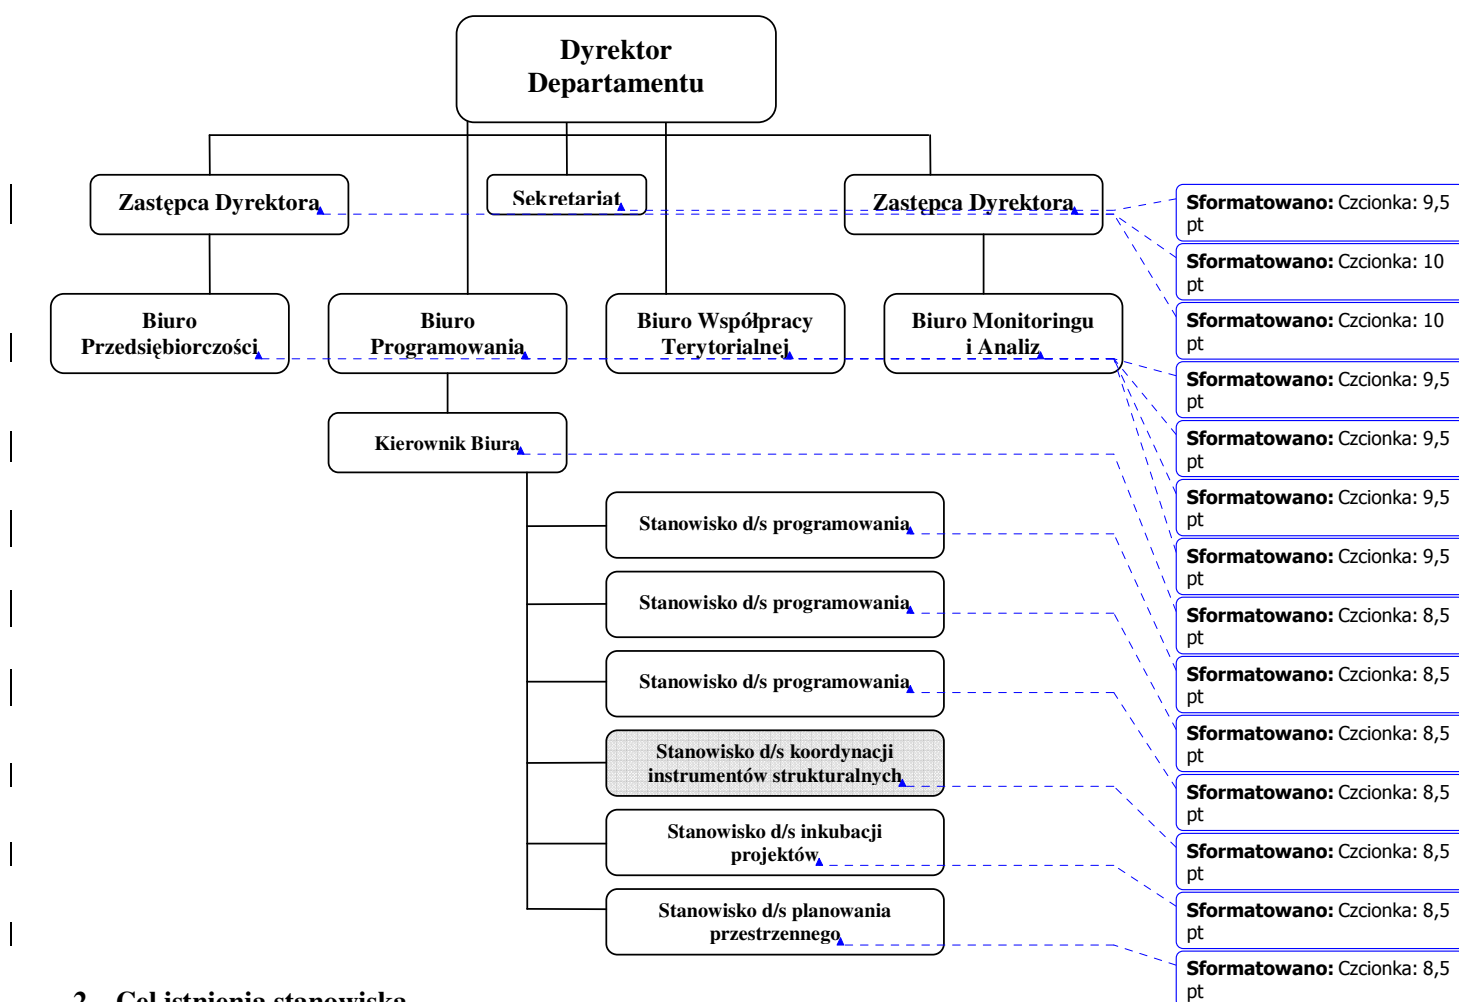 Dyrektor
Departamentu
Zastępca Dyrektora
Sekretariat
Zastępca Dyrektora
Biuro
Przedsiębiorczości
Biuro
Programowania
Biuro Współpracy
Terytorialnej
Biuro Monitoringu
i Analiz
Kierownik Biura
Stanowisko d/s programowania
Stanowisko d/s programowania
Stanowisko d/s programowania
Stanowisko d/s koordynacji
instrumentów strukturalnych
Stanowisko d/s inkubacji
projektów
Stanowisko d/s planowania
przestrzennego
Sformatowano: Czcionka: 9,5
pt
Sformatowano: Czcionka: 10
pt
Sformatowano: Czcionka: 10
pt
Sformatowano: Czcionka: 9,5
pt
Sformatowano: Czcionka: 9,5
pt
Sformatowano: Czcionka: 9,5
pt
Sformatowano: Czcionka: 9,5
pt
Sformatowano: Czcionka: 8,5
pt
Sformatowano: Czcionka: 8,5
pt
Sformatowano: Czcionka: 8,5
pt
Sformatowano: Czcionka: 8,5
pt
Sformatowano: Czcionka: 8,5
pt
Sformatowano: Czcionka: 8,5
pt
Sformatowano: Czcionka: 8,5
pt
2. Cel istnienia stanowiska